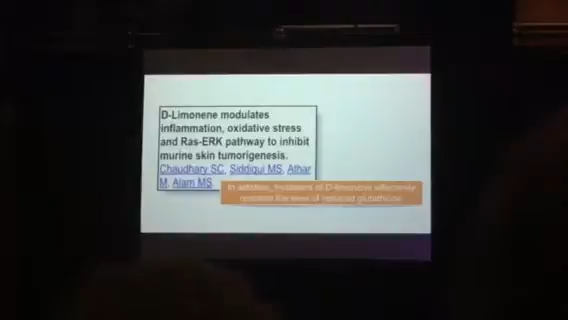 D-Limonene modulates
inflammation, oxidative stress
and Ras-ERK pathway to inhibit
murine skin tumorigenesis.
Chaudhary SC, Siddiqui MS, Athar
M, Alam MS.
In addition, treatment of D-limonene effectively
restored the level of reduced glutathione